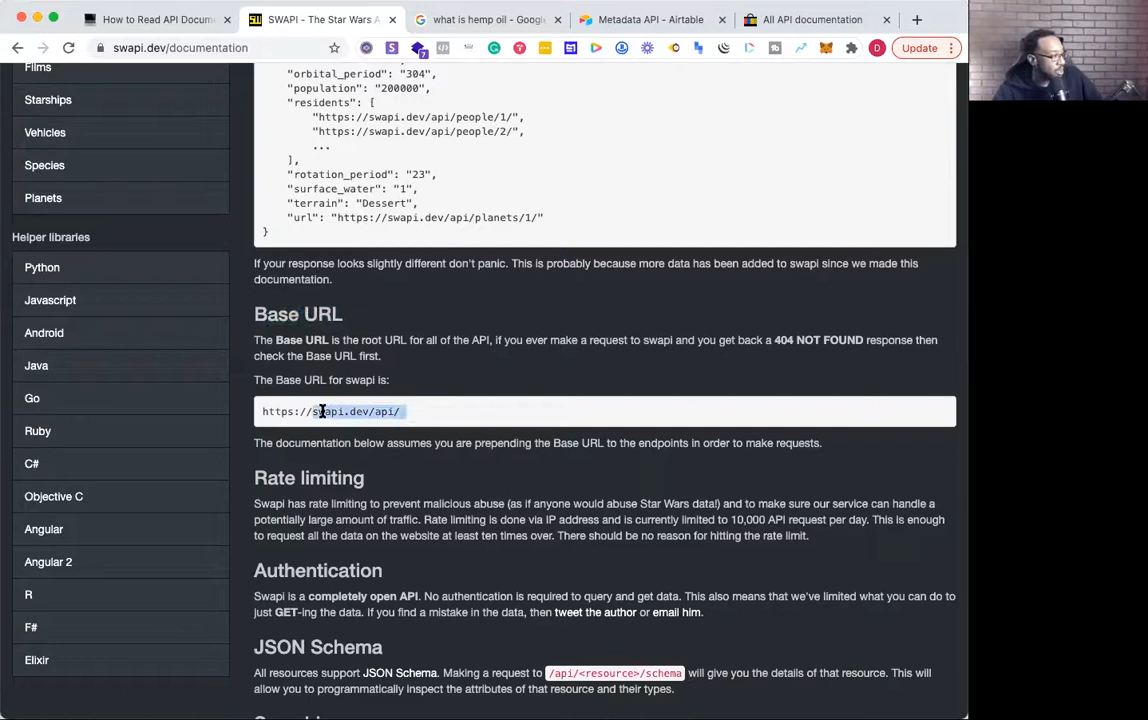 How to Read API Docum
SWAPI - The Star Wars A
what is hemp oil - Google
Metadata API - Airtable
All API documentation
swapi.dev/documentation
7
D
Update
Films
Starships
Vehicles
Species
Planets
Helper libraries
Python
Javascript
Android
Java
Go
Ruby
C#
Objective C
Angular
Angular 2
R
F#
Elixir
"orbital_period": "304"
"population": "200000",
"residents": [
"https://swapi.dev/api/people/1/",
"https://swapi.dev/api/people/2/",
...
],
"rotation_period": "23",
"surface_water": "1",
"terrain": "Dessert",
"url": "https://swapi.dev/api/planets/1/"
}
If your response looks slightly different don't panic. This is probably because more data has been added to swapi since we made this
documentation.
Base URL
The Base URL is the root URL for all of the API, if you ever make a request to swapi and you get back a 404 NOT FOUND response then
check the Base URL first.
The Base URL for swapi is:
https://swapi.dev/api/
The documentation below assumes you are prepending the Base URL to the endpoints in order to make requests.
Rate limiting
Swapi has rate limiting to prevent malicious abuse (as if anyone would abuse Star Wars data!) and to make sure our service can handle a
potentially large amount of traffic. Rate limiting is done via IP address and is currently limited to 10,000 API request per day. This is enough
to request all the data on the website at least ten times over. There should be no reason for hitting the rate limit.
Authentication
Swapi is a completely open API. No authentication is required to query and get data. This also means that we've limited what you can do to
just GET-ing the data. If you find a mistake in the data, then tweet the author or email him.
JSON Schema
All resources support JSON Schema. Making a request to /api/<resource>/schema will give you the details of that resource. This will
allow you to programmatically inspect the attributes of that resource and their types.